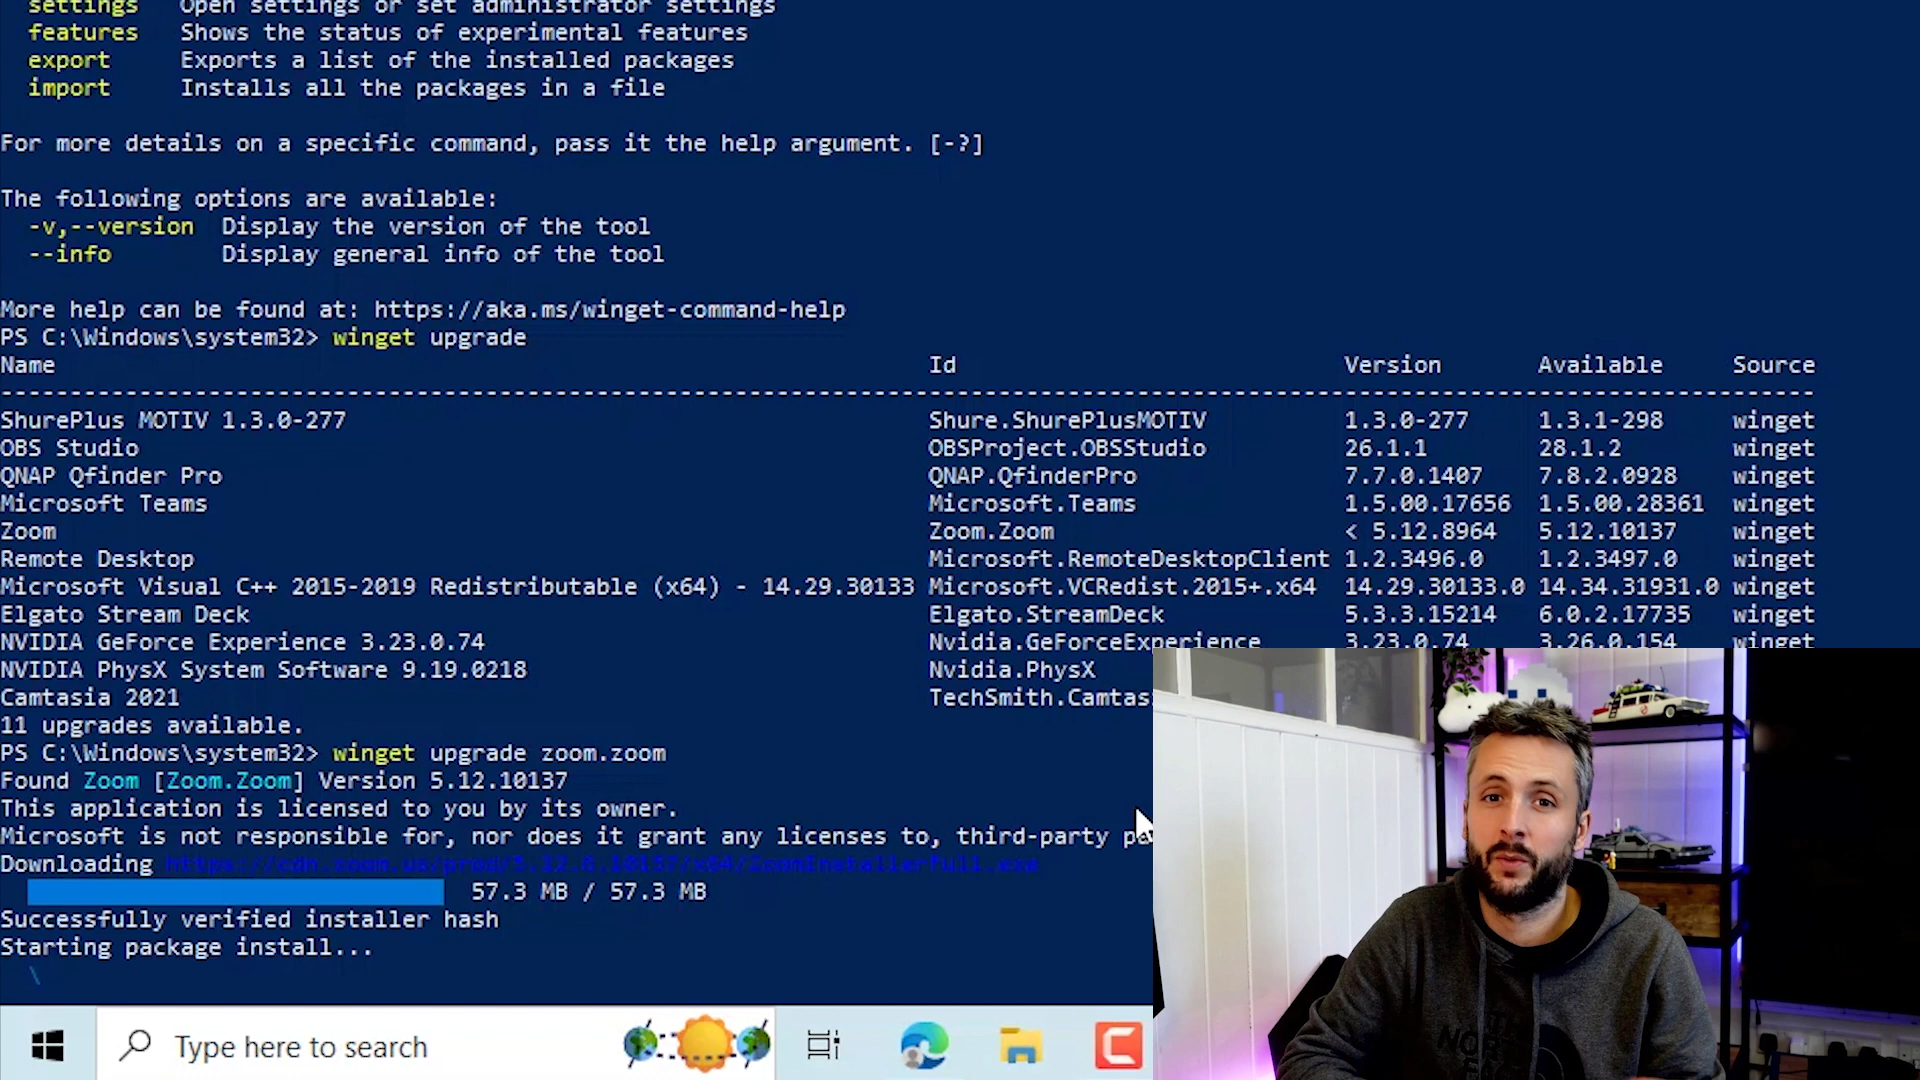 settings   Open settings or set administrator settings
features   Shows the status of experimental features
export     Exports a list of the installed packages
import     Installs all the packages in a file
For more details on a specific command, pass it the help argument. [-?]
The following options are available:
-v,--version  Display the version of the tool
--info        Display general info of the tool
More help can be found at: https://aka.ms/winget-command-help
PS C:\Windows\system32> winget upgrade
Name Id Version Available Source
--------------------------------------------------------------------------------------------------------------------------------
ShurePlus MOTIV 1.3.0-277 Shure.ShurePlusMOTIV 1.3.0-277 1.3.1-298 winget
OBS Studio OBSProject.OBSStudio 26.1.1 28.1.2 winget
QNAP Qfinder Pro QNAP.QfinderPro 7.7.0.1407 7.8.2.0928 winget
Microsoft Teams Microsoft.Teams 1.5.00.17656 1.5.00.28361 winget
Zoom Zoom.Zoom < 5.12.8964 5.12.10137 winget
Remote Desktop Microsoft.RemoteDesktopClient 1.2.3496.0 1.2.3497.0 winget
Microsoft Visual C++ 2015-2019 Redistributable (x64) - 14.29.30133 Microsoft.VCRedist.2015+.x64 14.29.30133.0 14.34.31931.0 winget
Elgato Stream Deck Elgato.StreamDeck 5.3.3.15214 6.0.2.17735 winget
NVIDIA GeForce Experience 3.23.0.74 Nvidia.GeForceExperience 3.23.0.74 3.26.0.154 winget
NVIDIA PhysX System Software 9.19.0218 Nvidia.PhysX
Camtasia 2021 TechSmith.Camtas
11 upgrades available.
PS C:\Windows\system32> winget upgrade zoom.zoom
Found Zoom [Zoom.Zoom] Version 5.12.10137
This application is licensed to you by its owner.
Microsoft is not responsible for, nor does it grant any licenses to, third-party
Downloading https://cdn.zoom.us/prod/5.12.8.10137/x64/ZoomInstallerFull.exe
57.3 MB / 57.3 MB
Successfully verified installer hash
Starting package install...
\
Type here to search
NORT